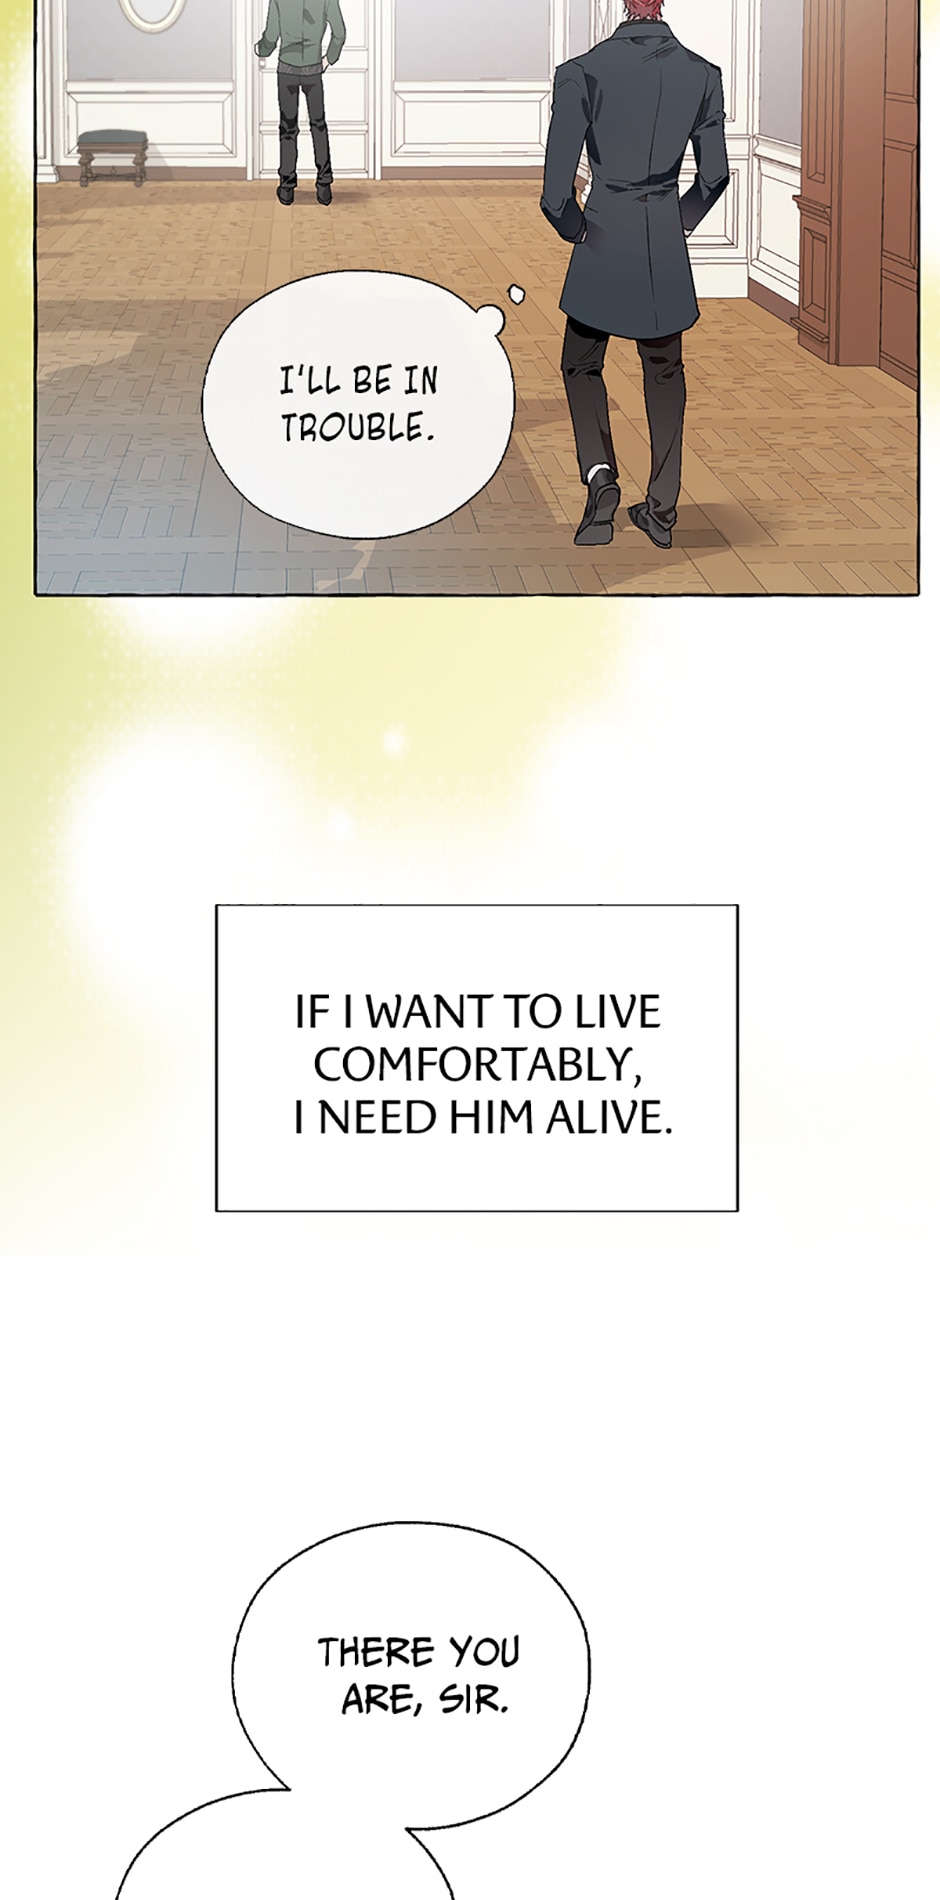 I'LL BE IN
TROUBLE.
IF I WANT TO LIVE
COMFORTABLY,
I NEED HIM ALIVE.
THERE YOU
ARE, SIR.